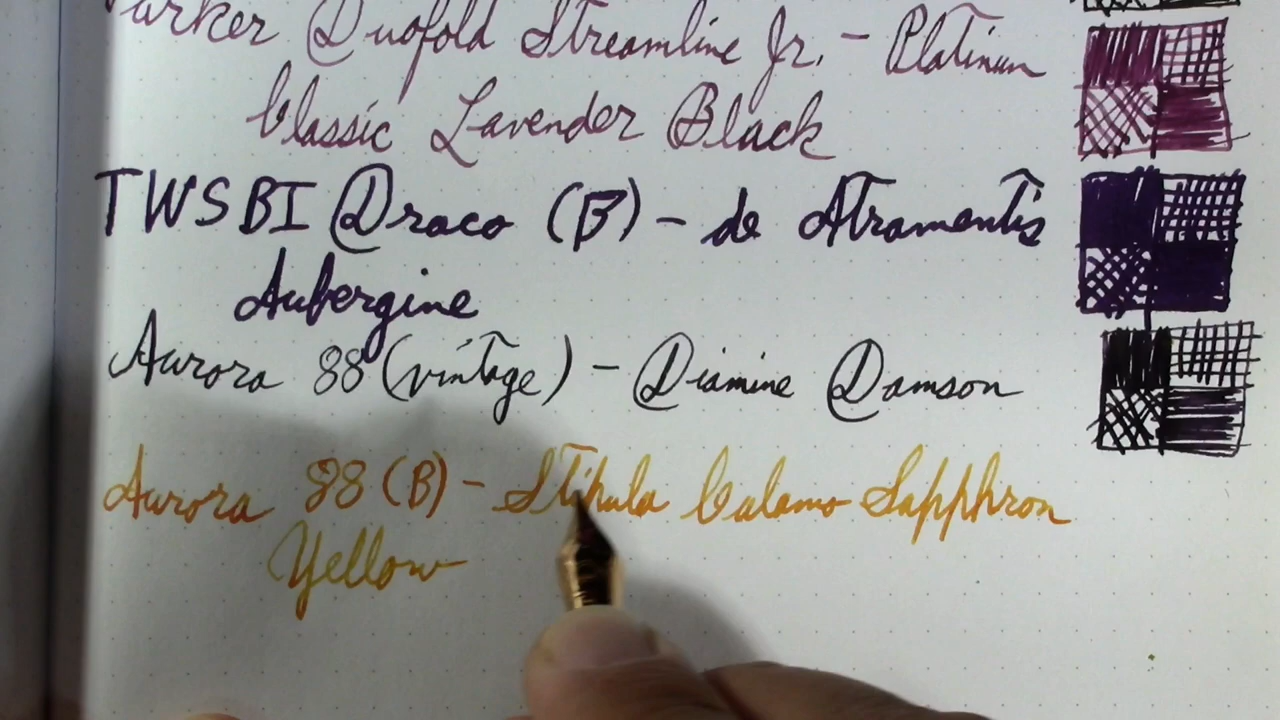 Parker Duofold Streamline Jr. - Platinum
Classic Lavender Black
TWSBI Draco (B) - de Atramentis
Aubergine
Aurora 88 (vintage) - Diamine Damson
Aurora 88 (B) - Stipula Calamo Sapphron
Yellow